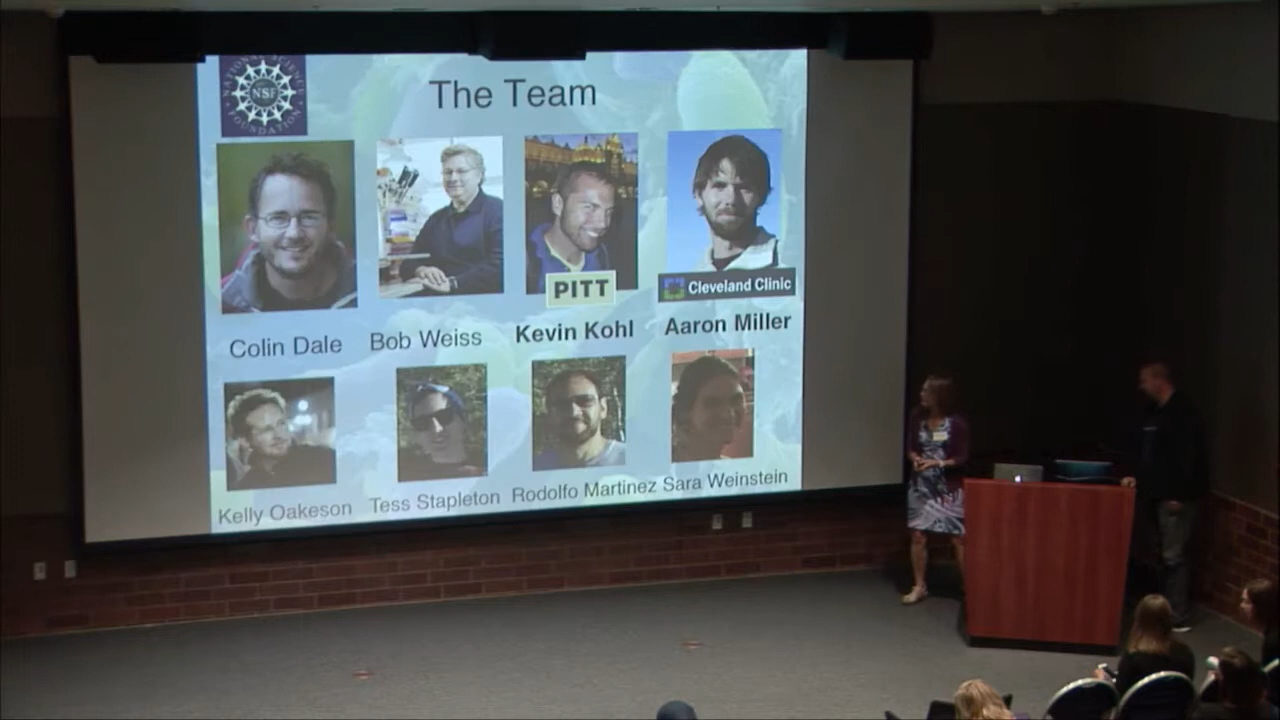 The Team
NATIONAL SCIENCE
NSF
FOUNDATION
PITT
Cleveland Clinic
Colin Dale
Bob Weiss
Kevin Kohl
Aaron Miller
Kelly Oakeson
Tess Stapleton
Rodolfo Martinez
Sara Weinstein